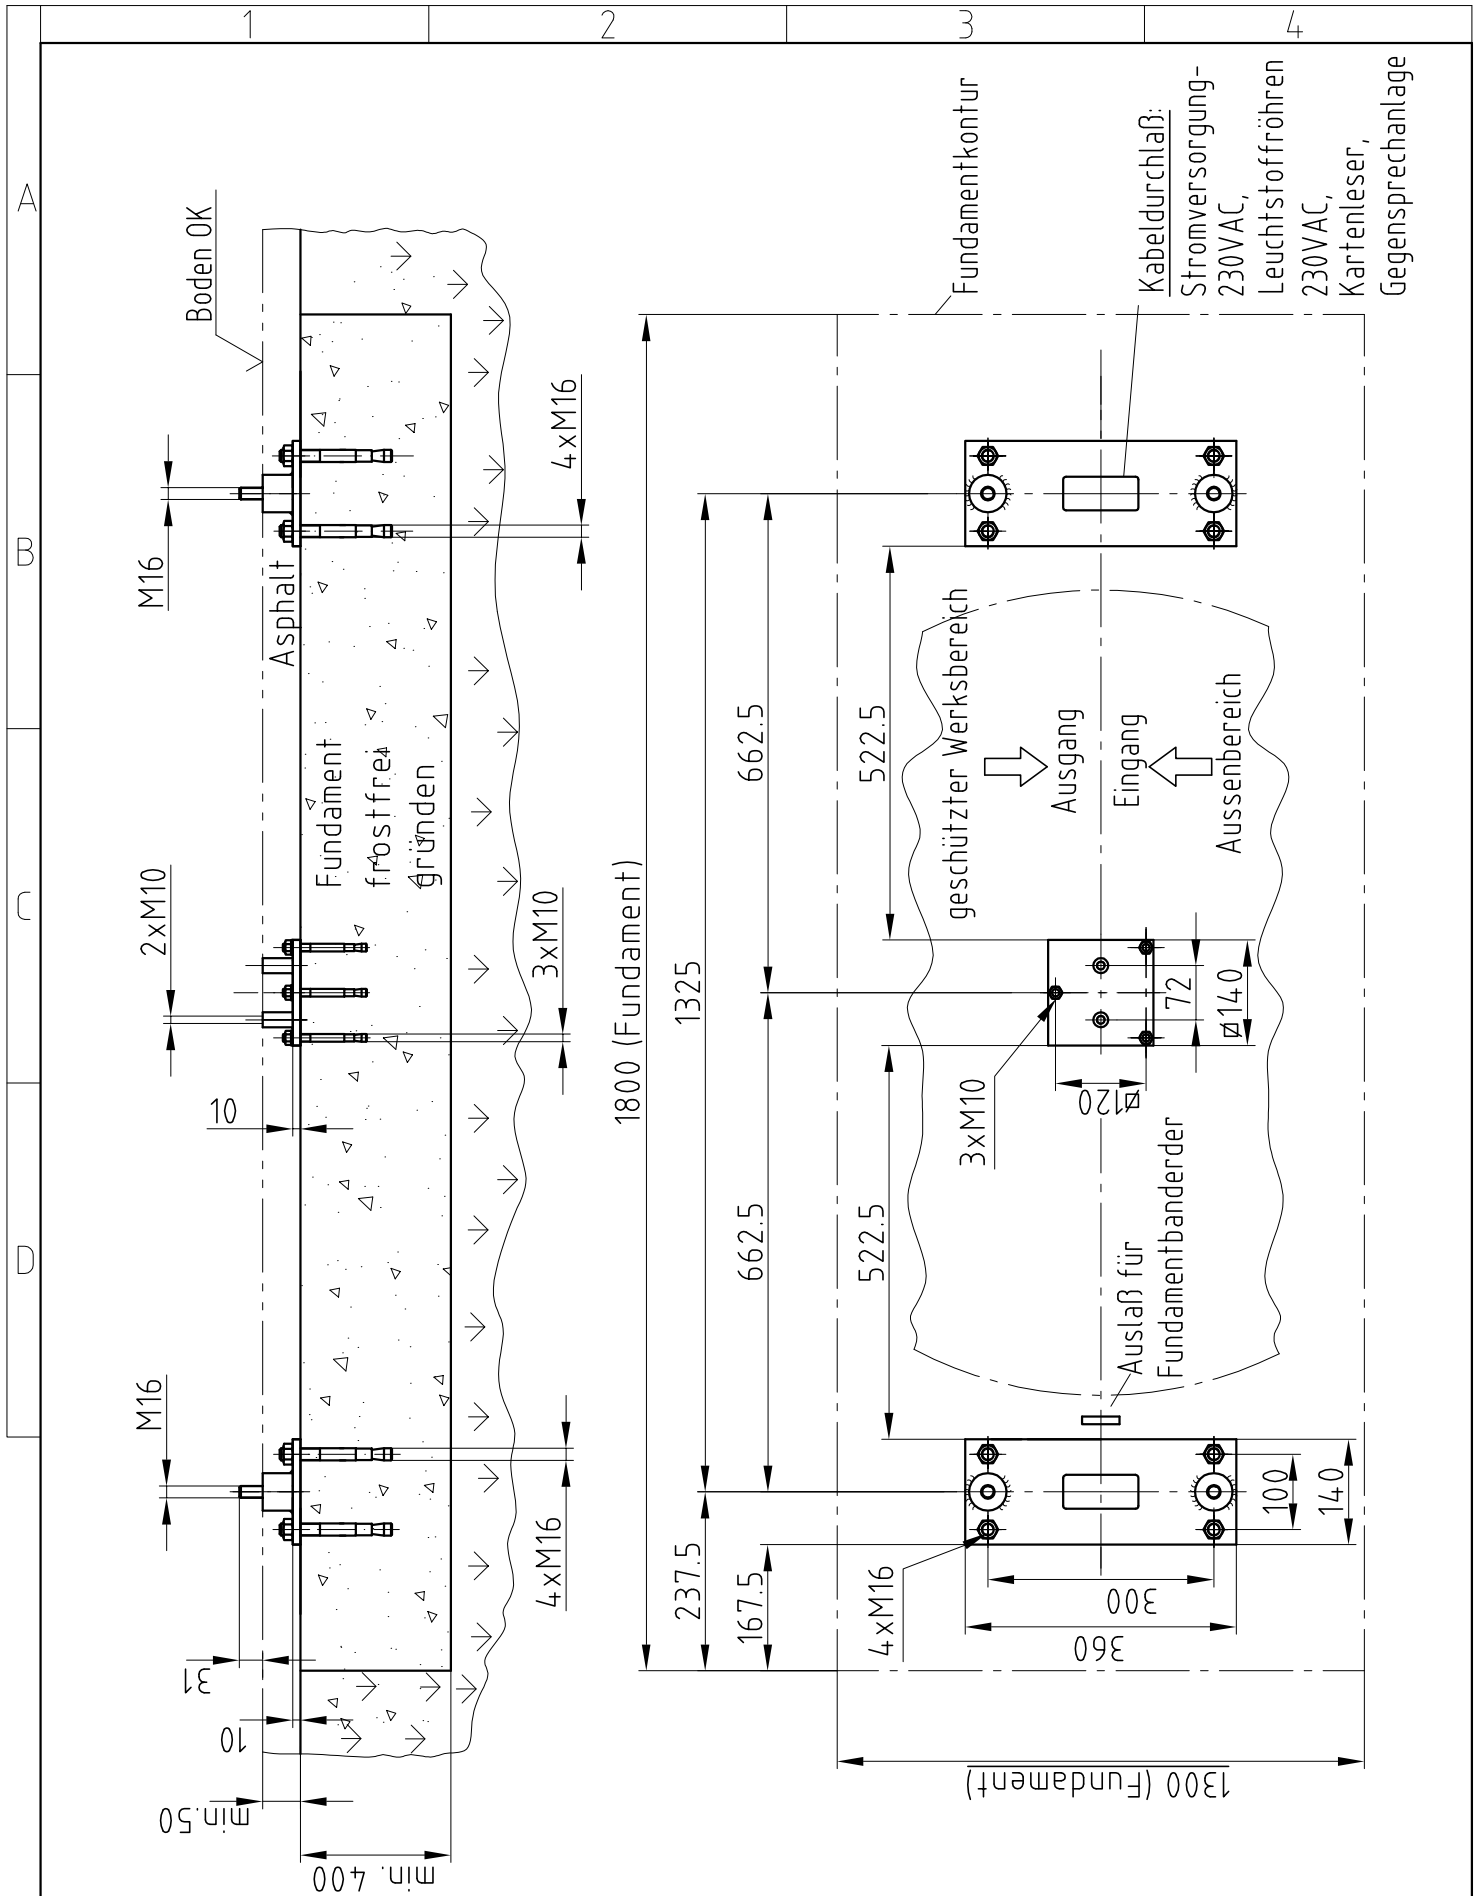 1
2
3
4
A
B
C
D
Boden OK
M16
4xM16
Asphalt
Fundament
frostfrei
gründen
2xM10
3xM10
10
M16
4xM16
31
10
min.50
min. 400
1800 (Fundament)
1325
662.5
662.5
522.5
522.5
237.5
167.5
Fundamentkontur
Kabeldurchlaß:
Stromversorgung-
230VAC,
Leuchtstoffröhren
230VAC,
Kartenleser,
Gegensprechanlage
geschützter Werksbereich
Ausgang
Eingang
Aussenbereich
72
□140
□120
3xM10
Auslaß für
Fundamentbanderder
4xM16
100
140
300
360
1300 (Fundament)